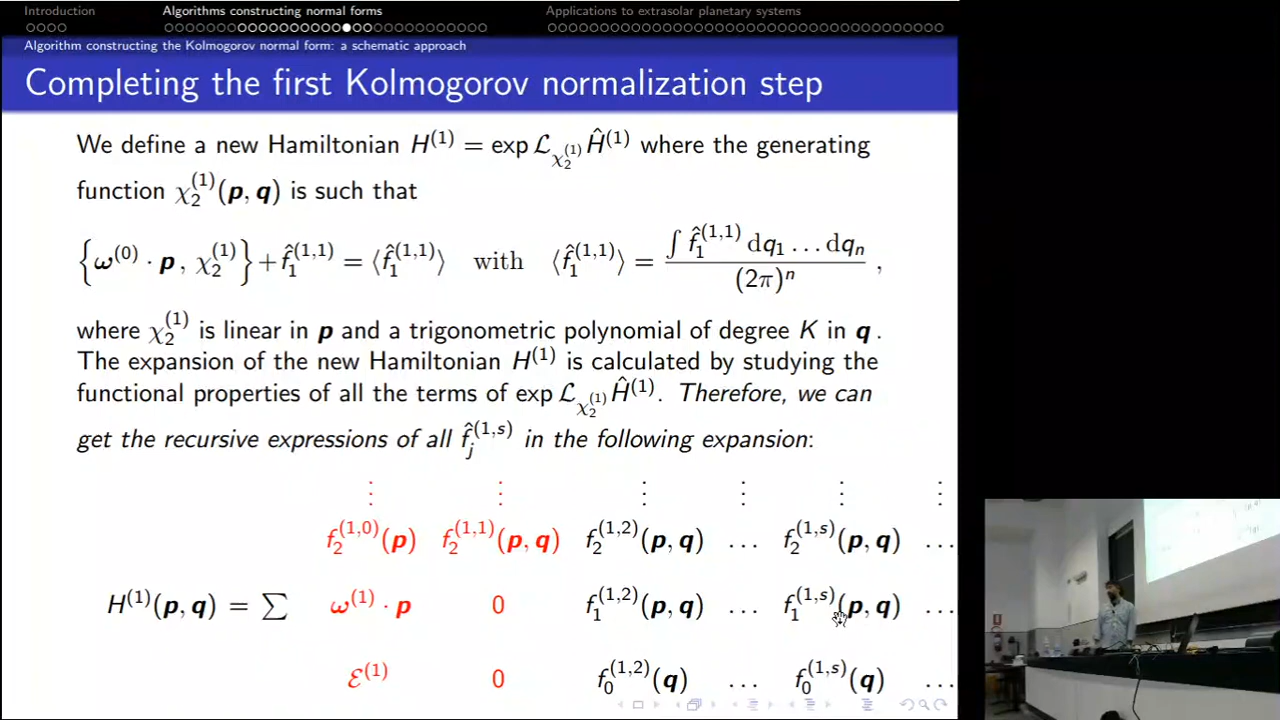 Introduction Algorithms constructing normal forms Applications to extrasolar planetary systems
Algorithm constructing the Kolmogorov normal form: a schematic approach
Completing the first Kolmogorov normalization step
We define a new Hamiltonian H^(1) = exp ℒ_{χ_2^(1)} Ĥ^(1) where the generating
function χ_2^(1)(p, q) is such that
{ω^(0) · p , χ_2^(1)} + f̂_1^(1,1) = ⟨f̂_1^(1,1)⟩ with ⟨f̂_1^(1,1)⟩ = ∫ f̂_1^(1,1) dq_1 … dq_n / (2π)^n ,
where χ_2^(1) is linear in p and a trigonometric polynomial of degree K in q .
The expansion of the new Hamiltonian H^(1) is calculated by studying the
functional properties of all the terms of exp ℒ_{χ_2^(1)} Ĥ^(1). Therefore, we can
get the recursive expressions of all f̂_j^(1,s) in the following expansion:
⋮ ⋮ ⋮ ⋮ ⋮ ⋮
f_2^(1,0)(p) f_2^(1,1)(p, q) f_2^(1,2)(p, q) … f_2^(1,s)(p, q) …
H^(1)(p, q) = ∑ ω^(1) · p 0 f_1^(1,2)(p, q) … f_1^(1,s)(p, q) …
ℰ^(1) 0 f_0^(1,2)(q) … f_0^(1,s)(q) …